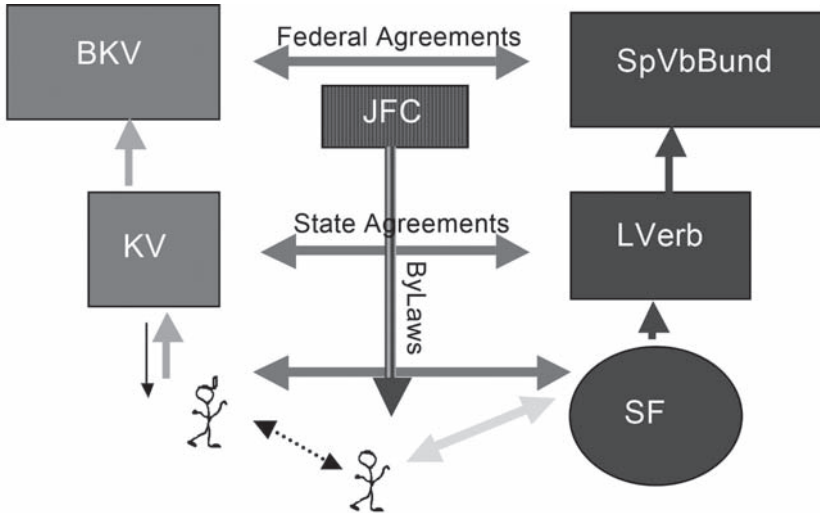 BKV
Federal Agreements
SpVbBund
JFC
KV
State Agreements
LVerb
ByLaws
SF